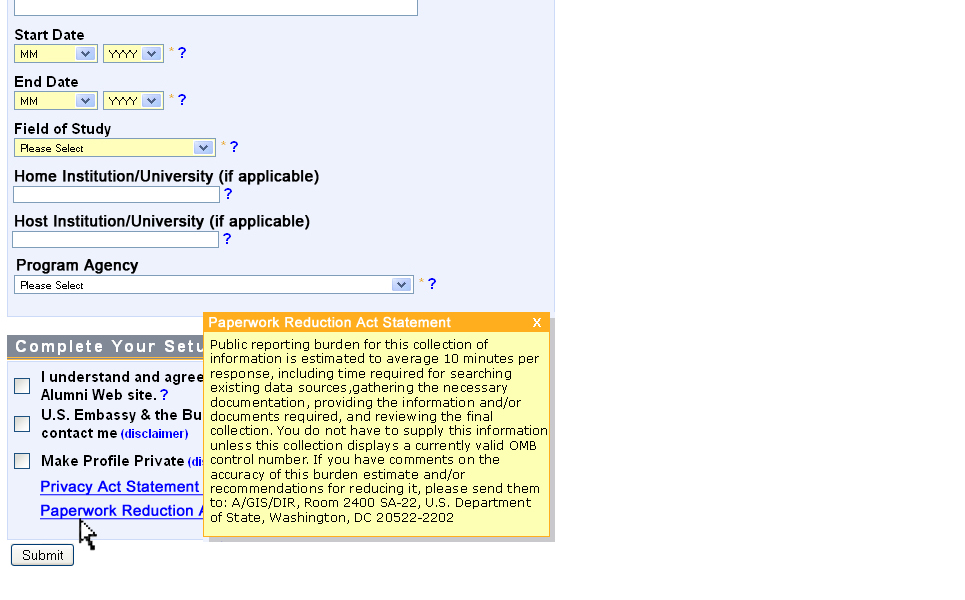 Start Date
MM YYYY * ?
End Date
MM YYYY * ?
Field of Study
Please Select * ?
Home Institution/University (if applicable)
?
Host Institution/University (if applicable)
?
Program Agency
Please Select * ?
Complete Your Setu
I understand and agree
Alumni Web site. ?
U.S. Embassy & the Bu
contact me (disclaimer)
Make Profile Private (di
Privacy Act Statement
Paperwork Reduction A
Submit
Paperwork Reduction Act Statement X
Public reporting burden for this collection of
information is estimated to average 10 minutes per
response, including time required for searching
existing data sources,gathering the necessary
documentation, providing the information and/or
documents required, and reviewing the final
collection. You do not have to supply this information
unless this collection displays a currently valid OMB
control number. If you have comments on the
accuracy of this burden estimate and/or
recommendations for reducing it, please send them
to: A/GIS/DIR, Room 2400 SA-22, U.S. Department
of State, Washington, DC 20522-2202